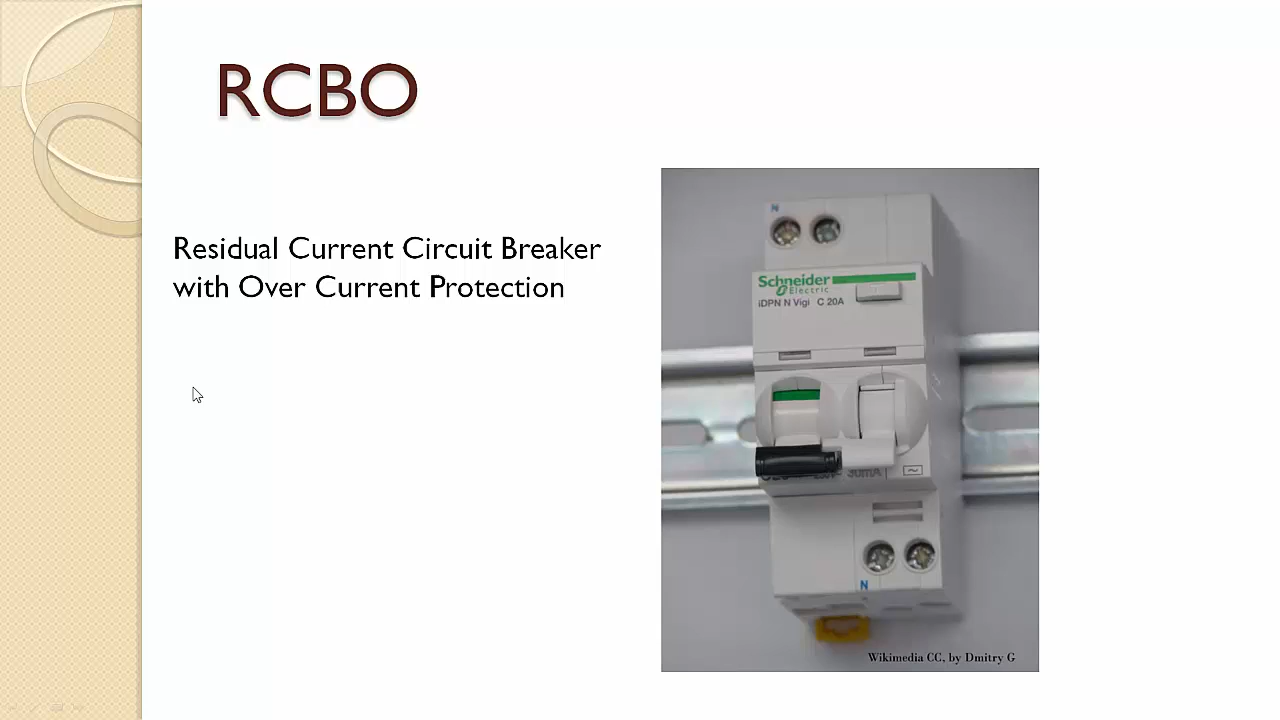 RCBO
Residual Current Circuit Breaker
with Over Current Protection
N
Schneider
Electric
iDPN N Vigi C 20A
30mA
N
Wikimedia CC, by Dmitry G